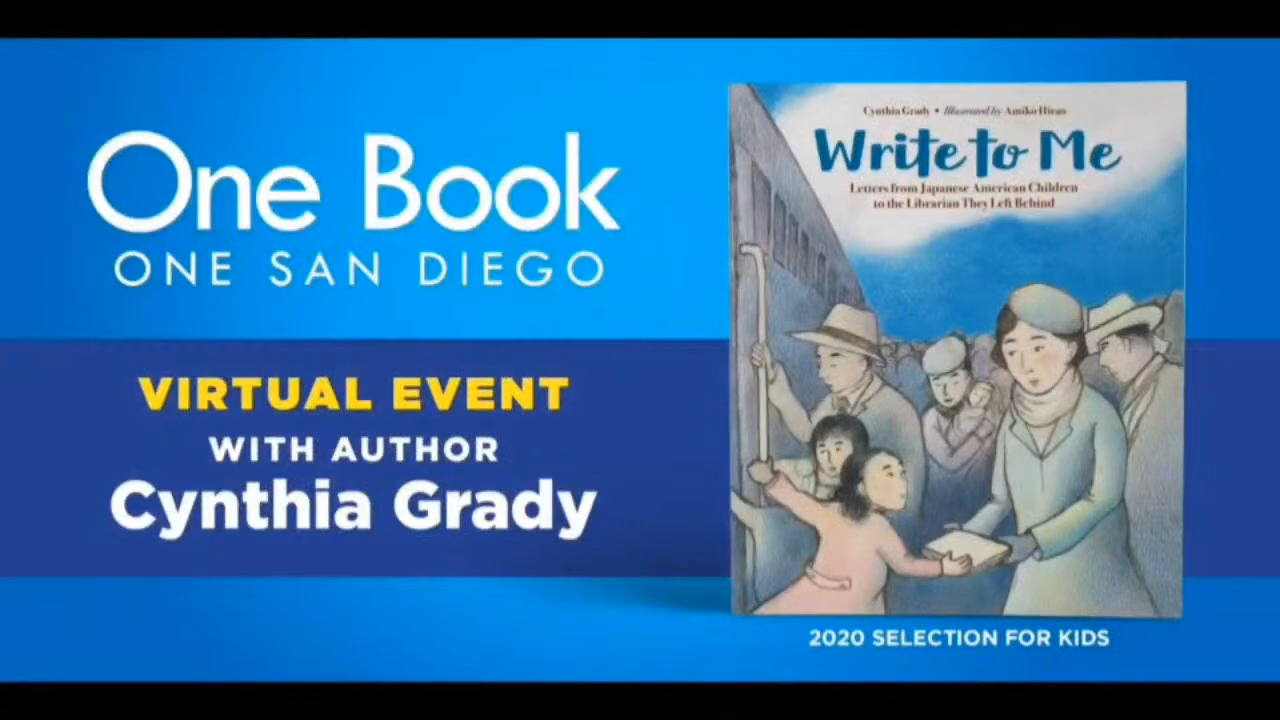 One Book
ONE SAN DIEGO
VIRTUAL EVENT
WITH AUTHOR
Cynthia Grady
Cynthia Grady • Illustrated by Amiko Hirao
Write to Me
Letters from Japanese American Children
to the Librarian They Left Behind
2020 SELECTION FOR KIDS